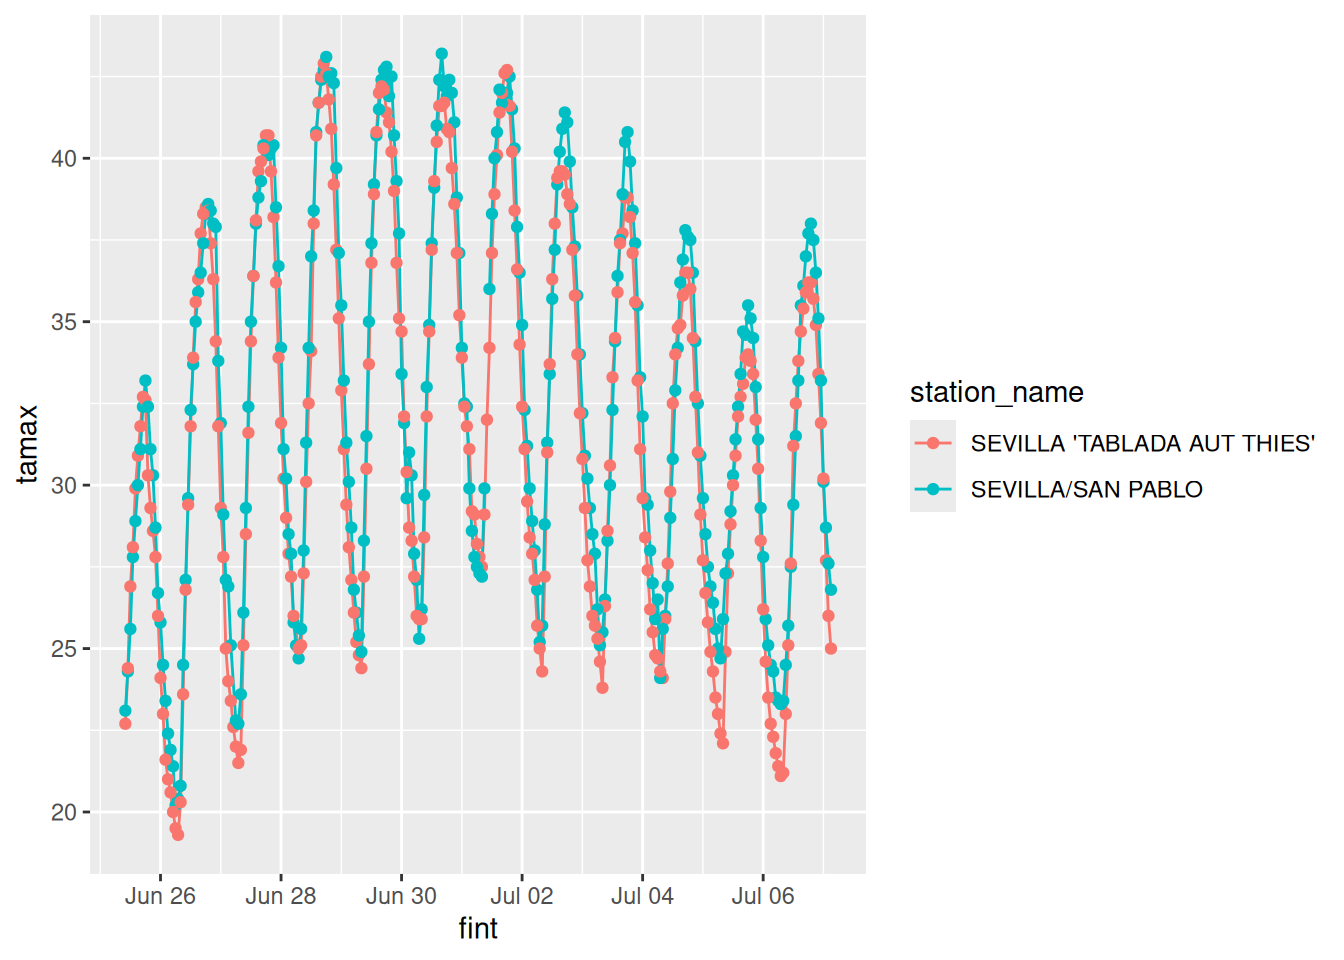 tamax
40
35
30
25
20
Jun 26
Jun 28
Jun 30
Jul 02
Jul 04
Jul 06
fint
station_name
SEVILLA 'TABLADA AUT THIES'
SEVILLA/SAN PABLO